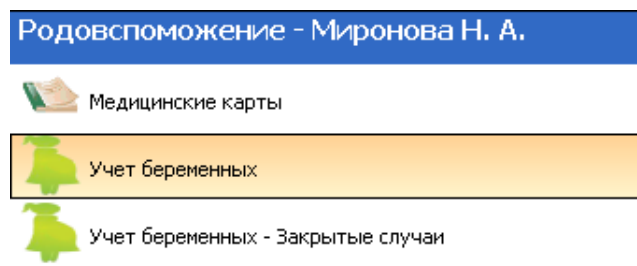 Родовспоможение - Миронова Н. А.
Медицинские карты
Учет беременных
Учет беременных - Закрытые случаи